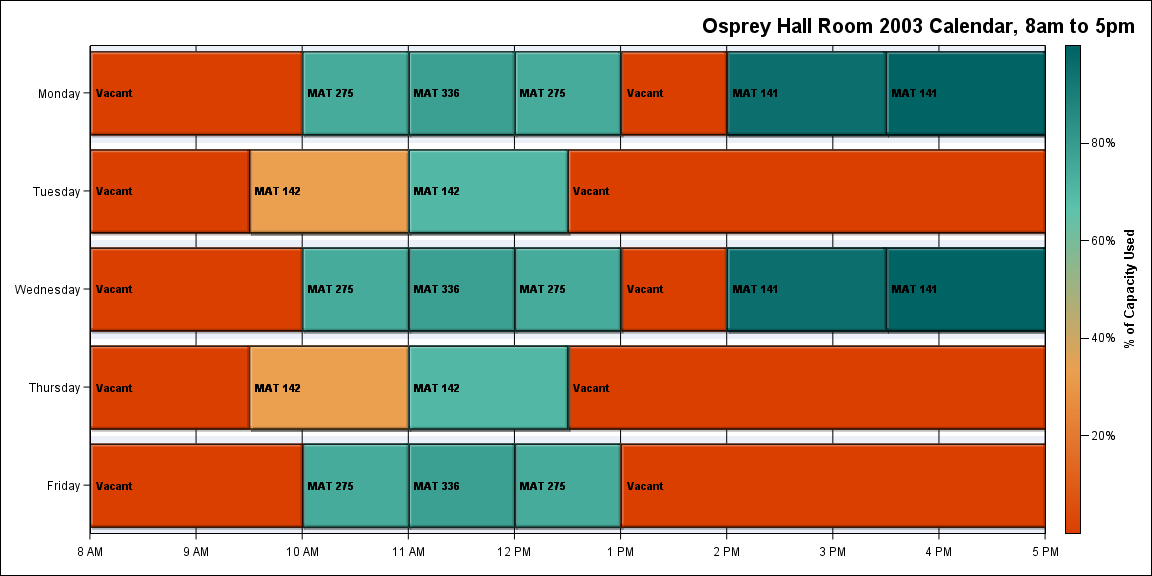 Osprey Hall Room 2003 Calendar, 8am to 5pm
Monday
Vacant
MAT 275
MAT 336
MAT 275
Vacant
MAT 141
MAT 141
Tuesday
Vacant
MAT 142
MAT 142
Vacant
Wednesday
Vacant
MAT 275
MAT 336
MAT 275
Vacant
MAT 141
MAT 141
Thursday
Vacant
MAT 142
MAT 142
Vacant
Friday
Vacant
MAT 275
MAT 336
MAT 275
Vacant
8 AM
9 AM
10 AM
11 AM
12 PM
1 PM
2 PM
3 PM
4 PM
5 PM
80%
60%
40%
20%
% of Capacity Used